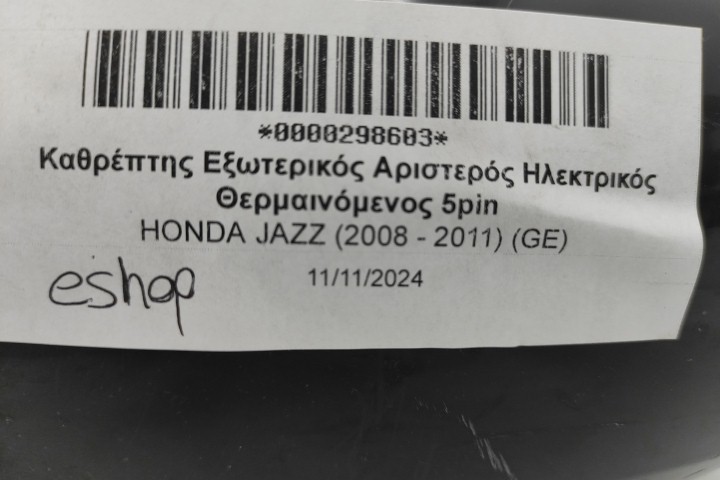 *0000298603*
Καθρέπτης Εξωτερικός Αριστερός Ηλεκτρικός
Θερμαινόμενος 5pin
HONDA JAZZ (2008 - 2011) (GE)
11/11/2024
eshop